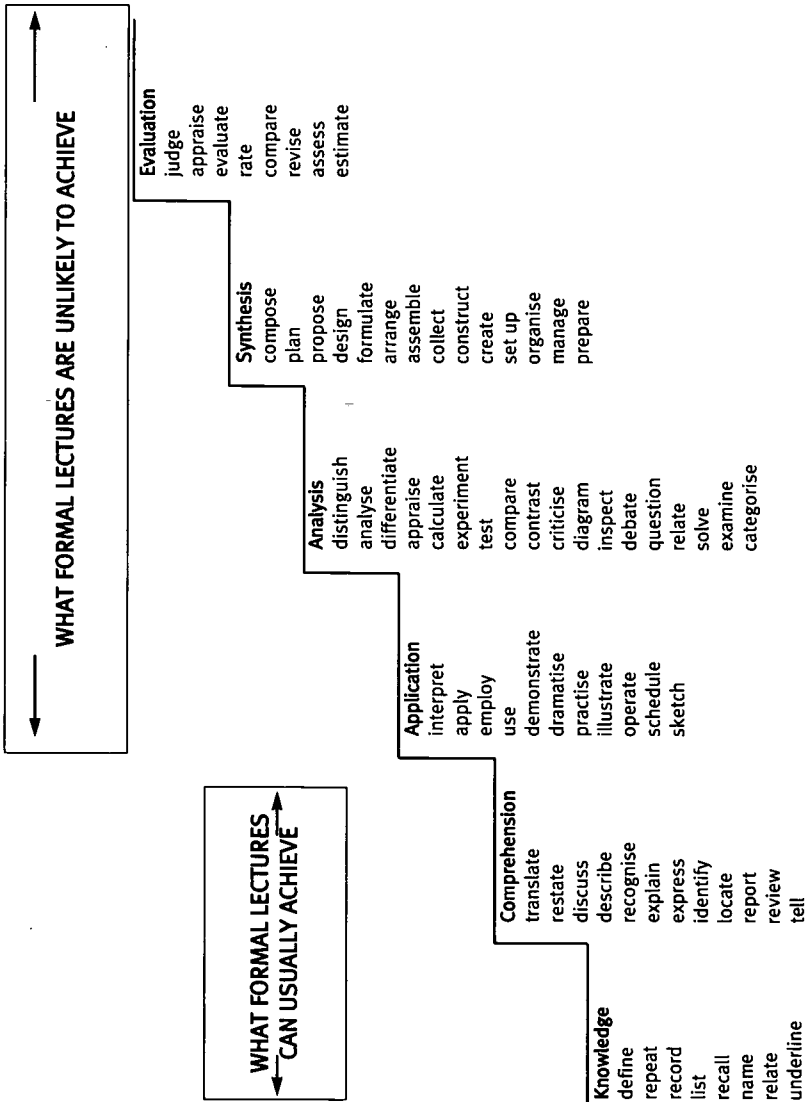 WHAT FORMAL LECTURES ARE UNLIKELY TO ACHIEVE
WHAT FORMAL LECTURES
CAN USUALLY ACHIEVE
Knowledge
define
repeat
record
list
recall
name
relate
underline
Comprehension
translate
restate
discuss
describe
recognise
explain
express
identify
locate
report
review
tell
Application
interpret
apply
employ
use
demonstrate
dramatise
practise
illustrate
operate
schedule
sketch
Analysis
distinguish
analyse
differentiate
appraise
calculate
experiment
test
compare
contrast
criticise
diagram
inspect
debate
question
relate
solve
examine
categorise
Synthesis
compose
plan
propose
design
formulate
arrange
assemble
collect
construct
create
set up
organise
manage
prepare
Evaluation
judge
appraise
evaluate
rate
compare
revise
assess
estimate